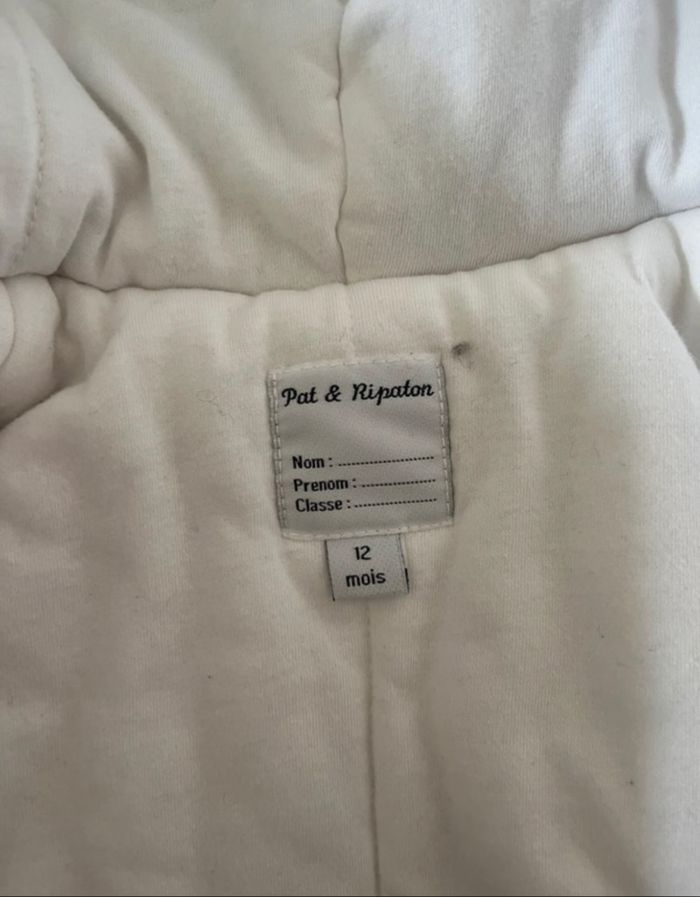 Pat & Ripaton
Nom : ........................
Prenom : ....................
Classe : ......................
12
mois